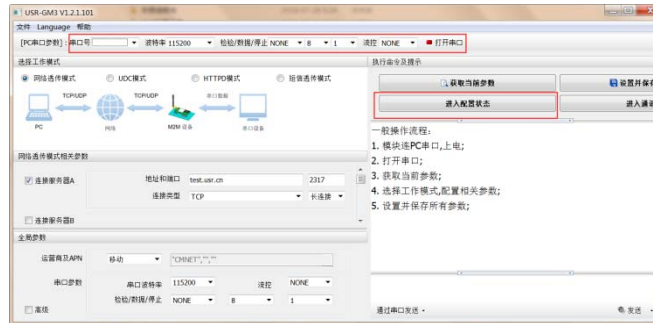 USR-GM3 V1.2.1.101
文件 Language 帮助
[PC串口参数]：串口号 波特率 115200 检验/数据/停止 NONE 8 1 流控 NONE 打开串口
选择工作模式
网络透传模式 UDC模式 HTTPD模式 短信透传模式
TCP/UDP TCP/UDP 串口数据
PC 网络 M2M 设备 串口设备
网络透传模式相关参数
连接服务器A 地址和端口 test.usr.cn 2317
连接类型 TCP 长连接
连接服务器B
全局参数
运营商及APN 移动 "CMNET","",""
串口参数 串口波特率 115200 流控 NONE
检验/数据/停止 NONE 8 1
高级
执行命令及提示
获取当前参数 设置并保存
进入配置状态 进入通
一般操作流程:
1. 模块连PC串口,上电;
2. 打开串口;
3. 获取当前参数;
4. 选择工作模式,配置相关参数;
5. 设置并保存所有参数;
通过串口发送 发送